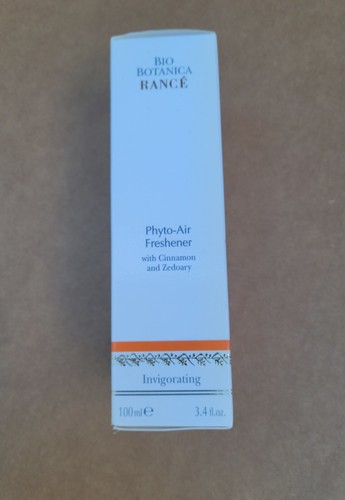 BIO
BOTANICA
RANCÉ
Phyto-Air
Freshener
with Cinnamon
and Zedoary
Invigorating
100ml℮ 3.4 fl.oz.